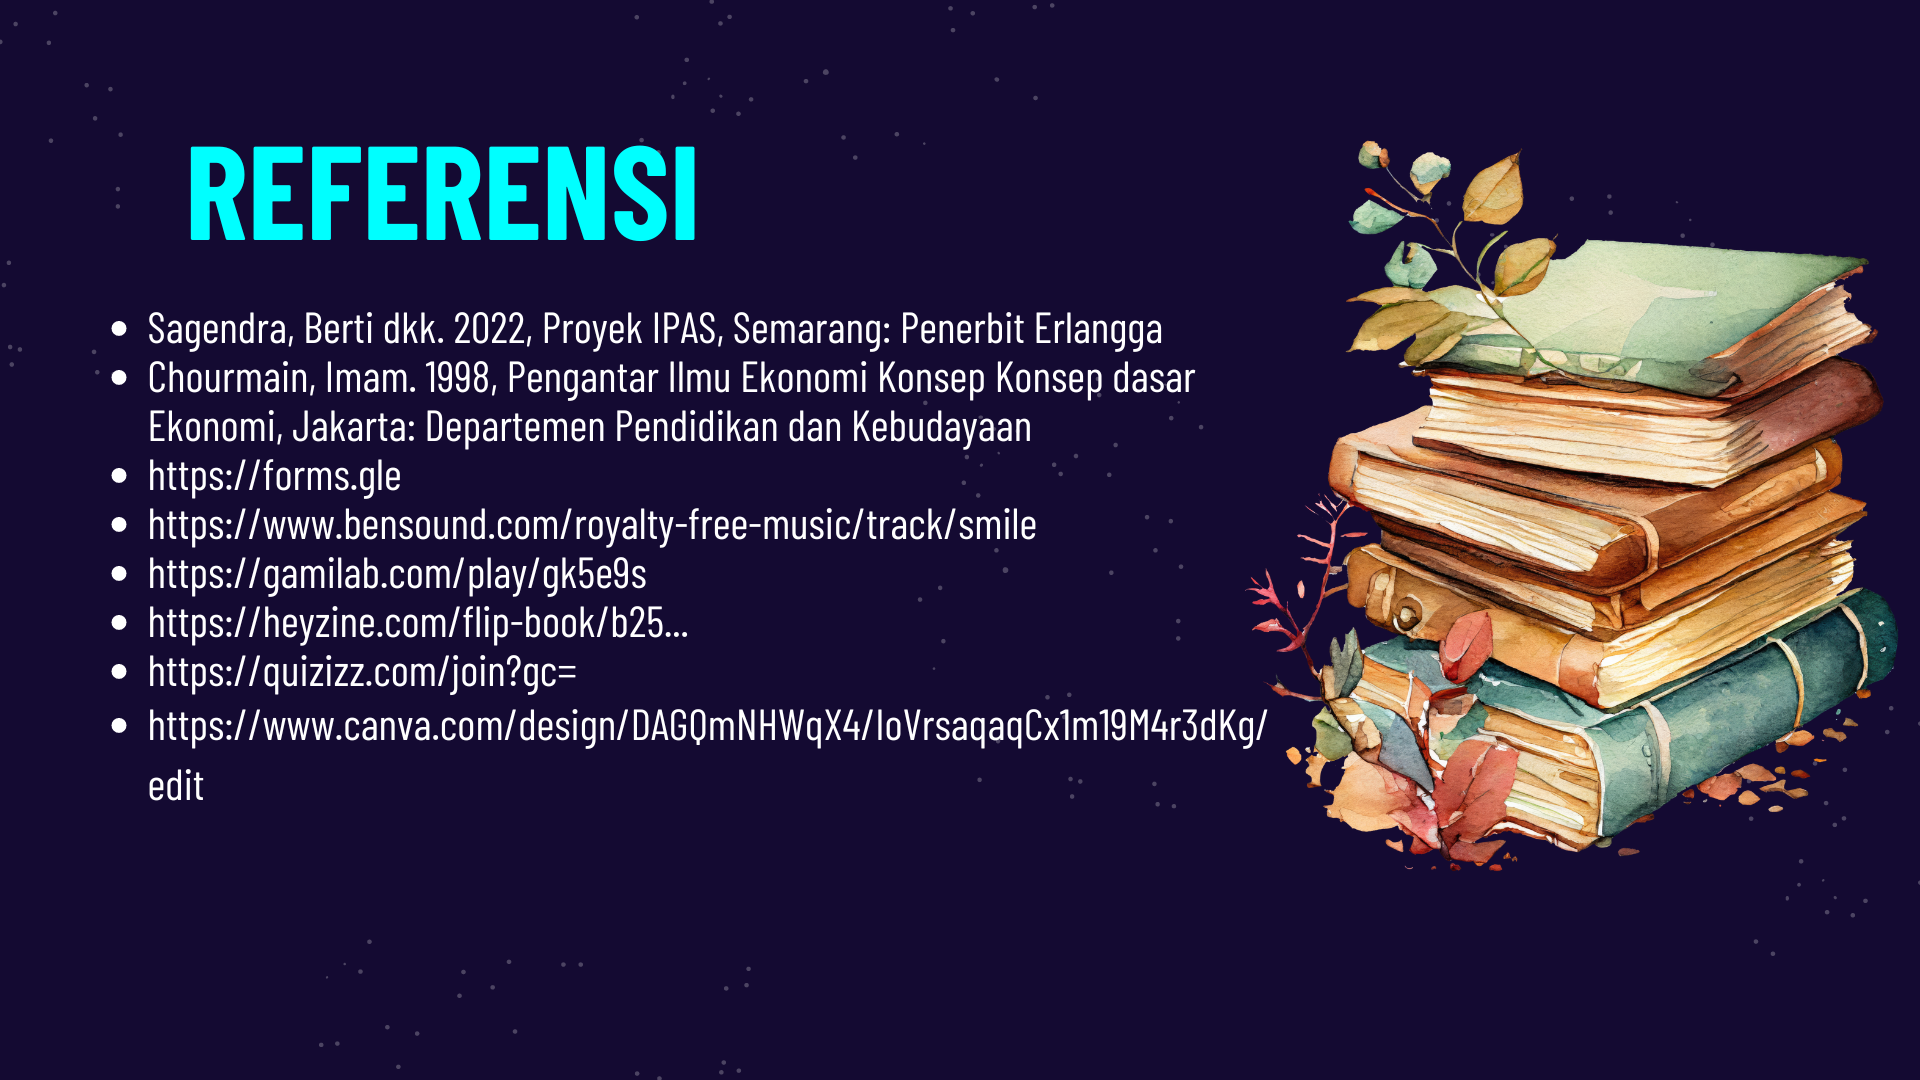 REFERENSI
Sagendra, Berti dkk. 2022, Proyek IPAS, Semarang: Penerbit Erlangga
Chourmain, Imam. 1998, Pengantar Ilmu Ekonomi Konsep Konsep dasar
Ekonomi, Jakarta: Departemen Pendidikan dan Kebudayaan
https://forms.gle
https://www.bensound.com/royalty-free-music/track/smile
https://gamilab.com/play/gk5e9s
https://heyzine.com/flip-book/b25...
https://quizizz.com/join?gc=
https://www.canva.com/design/DAGQmNHWqX4/IoVrsaqaqCx1m19M4r3dKg/
edit